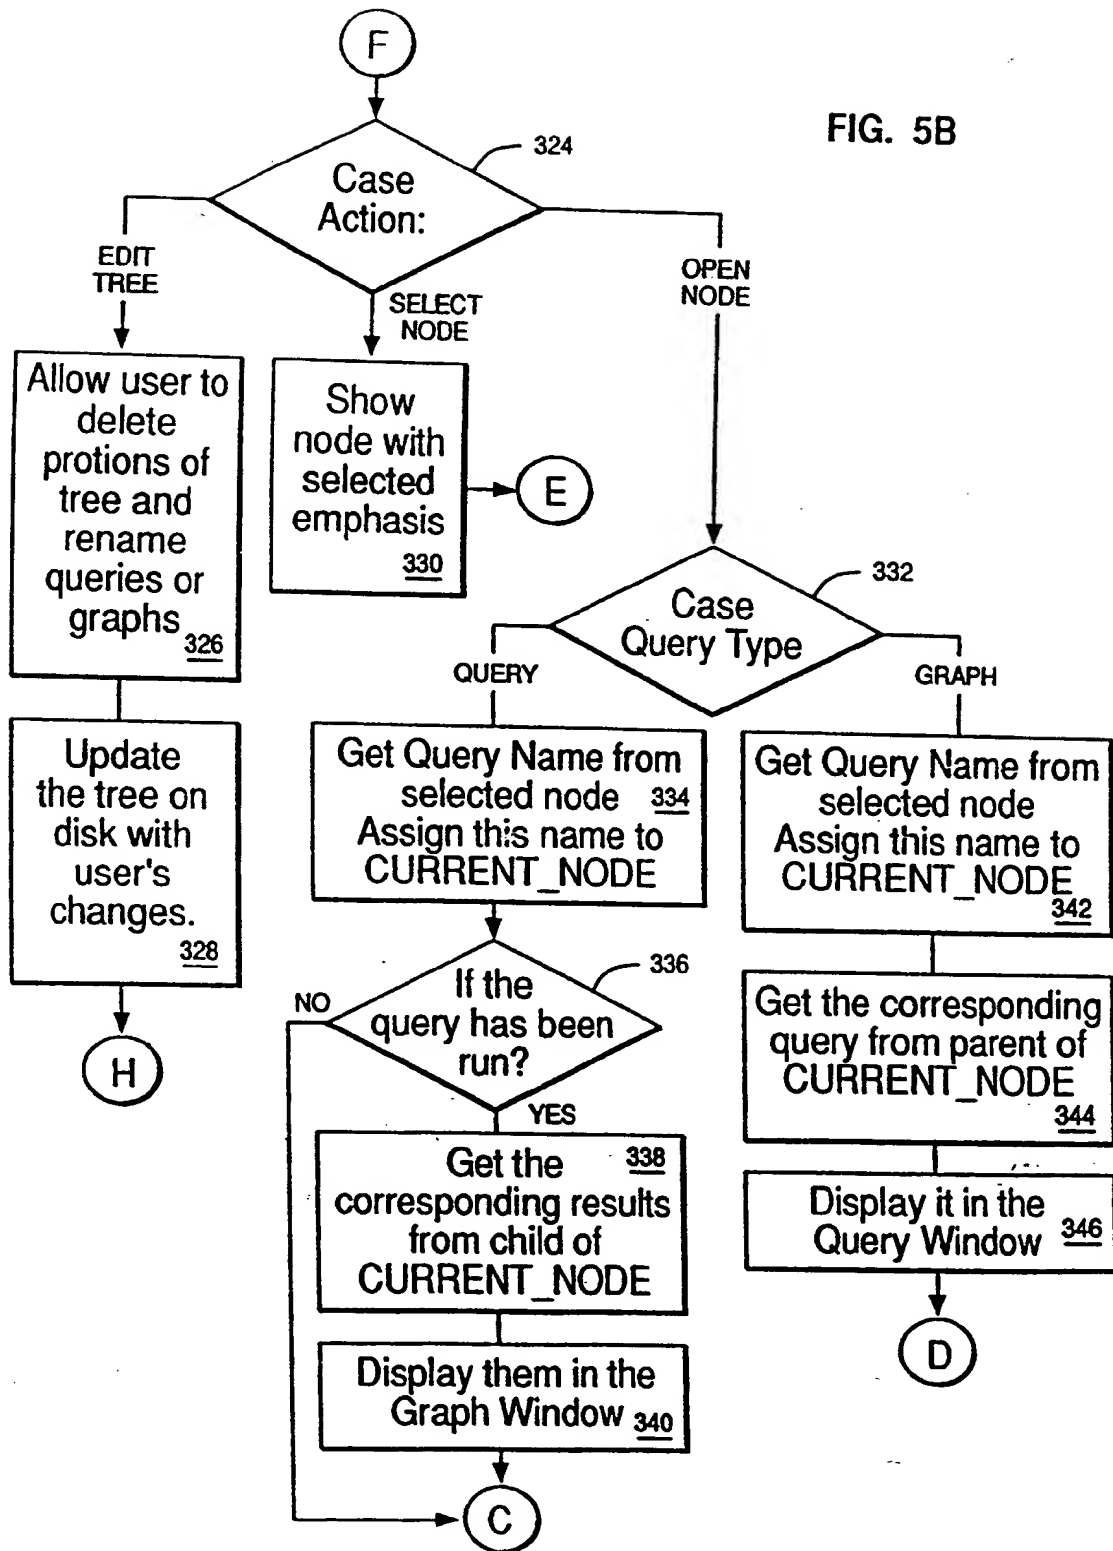 F
FIG. 5B
324
Case
Action:
EDIT
TREE
SELECT
NODE
OPEN
NODE
Allow user to
delete
protions of
tree and
rename
queries or
graphs 326
Show
node with
selected
emphasis
330
E
332
Case
Query Type
QUERY
GRAPH
Update
the tree on
disk with
user's
changes.
328
H
Get Query Name from
selected node 334
Assign this name to
CURRENT_NODE
Get Query Name from
selected node
Assign this name to
CURRENT_NODE
342
336
If the
query has been
run?
NO
YES
Get the corresponding
query from parent of
CURRENT_NODE
344
Get the 338
corresponding results
from child of
CURRENT_NODE
Display it in the
Query Window 346
D
Display them in the
Graph Window 340
C